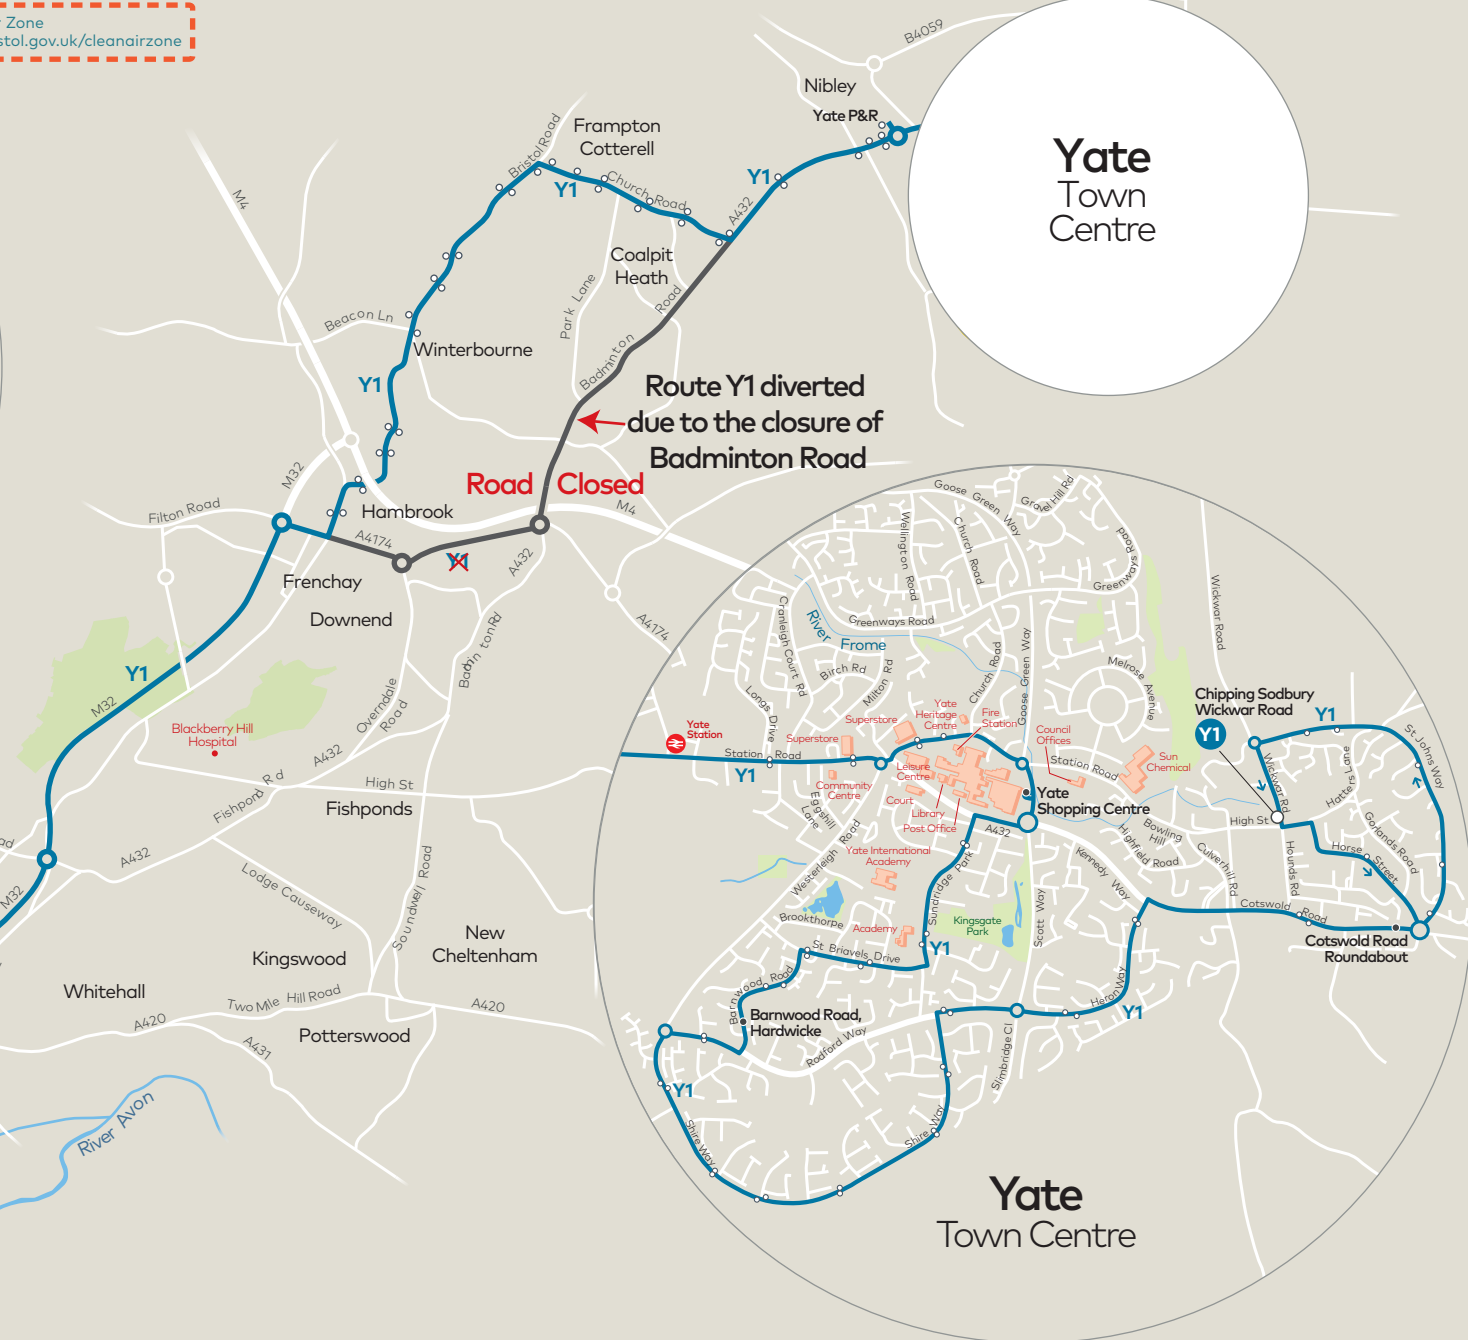 Zone
stol.gov.uk/cleanairzone
B4059
Nibley
Yate P&R
Frampton
Cotterell
Bristol Road
Y1
Church Road
Y1
A432
M4
Coalpit
Heath
Park Lane
Badminton Road
Beacon Ln
Winterbourne
Y1
Yate
Town
Centre
Route Y1 diverted
due to the closure of
Badminton Road
Road Closed
M4
M32
Filton Road
Hambrook
A4174
Y1
A432
Frenchay
Downend
A4174
Badminton Rd
Y1
M32
Overndale
Road
Blackberry Hill
Hospital
A432
Fishpond Rd
High St
Fishponds
ad
A432
M32
Lodge Causeway
Soundwell Road
New
Cheltenham
Kingswood
Whitehall
Two Mile Hill Road
A420
A420
Potterswood
A431
River Avon
Goose Green Way
Gravel Hill Rd
Wellington Road
Church Road
Greenways Road
Wickwar Road
Cranleigh Court Rd
River
Frome
Greenways Road
Birch Rd
Milton Rd
Church Road
Goose Green Way
Melrose Avenue
Longs Drive
Chipping Sodbury
Wickwar Road
Y1
Y1
St Johns Way
Yate
Station
Superstore
Superstore
Yate
Heritage
Centre
Fire
Station
Council
Offices
Sun
Chemical
Station Road
Y1
Station Road
Leisure
Centre
Community
Centre
Court
Library
Post Office
Yate
Shopping Centre
Wickwar Rd
Hatters Lane
High St
Eggshill
Lane
A432
Bowling
Hill
Highfield Road
Culverhill Rd
Hounds Rd
Horse Street
Garlands Road
Westerleigh Road
Yate International
Academy
Sundridge Park
Kennedy Way
Brookthorpe
Academy
Kingsgate
Park
Scott Way
Cotswold Road
Cotswold Road
Roundabout
St Briavels Drive
Y1
Barnwood Road
Barnwood Road,
Hardwicke
Rodford Way
Heron Way
Y1
Slimbridge Cl
Y1
Shire Way
Shire Way
Yate
Town Centre